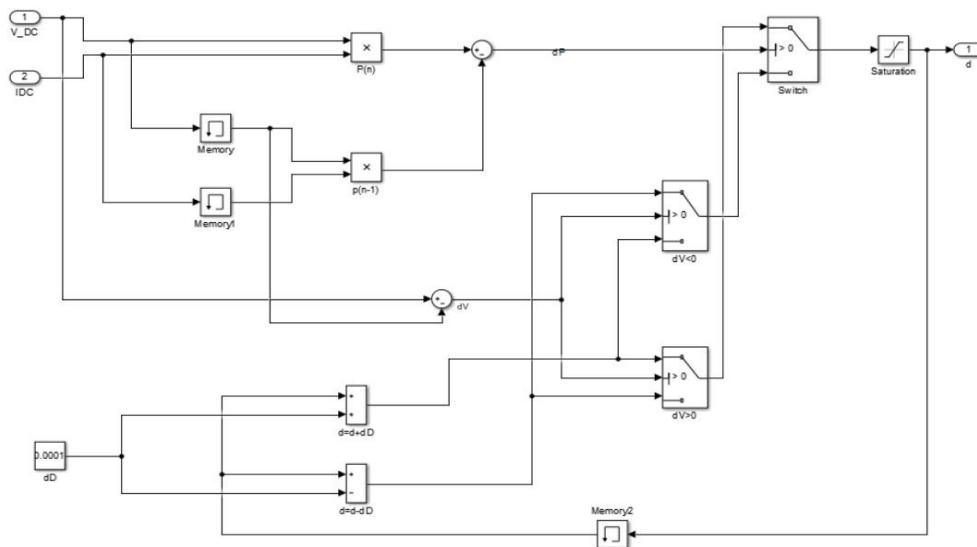 1
V_DC
2
IDC
×
P(n)
+
-
dP
> 0
Switch
Saturation
1
d
Memory
×
p(n-1)
Memory1
> 0
dV<0
+
-
dV
> 0
dV>0
+
+
d=d+dD
0.0001
dD
+
-
d=d-dD
Memory2